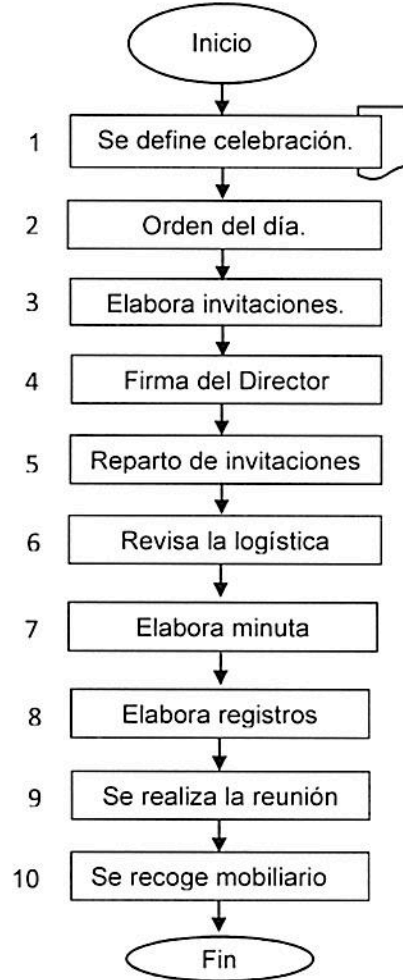 Inicio
1 Se define celebración.
2 Orden del día.
3 Elabora invitaciones.
4 Firma del Director
5 Reparto de invitaciones
6 Revisa la logística
7 Elabora minuta
8 Elabora registros
9 Se realiza la reunión
10 Se recoge mobiliario
Fin